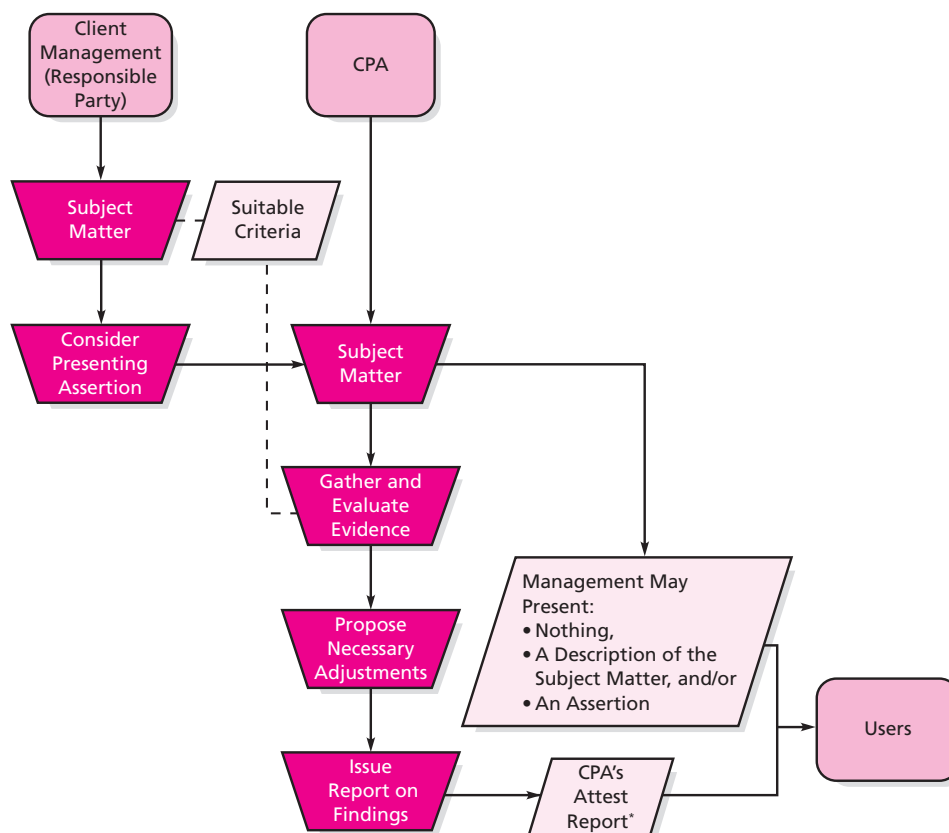 Client
Management
(Responsible
Party)
CPA
Subject
Matter
Suitable
Criteria
Consider
Presenting
Assertion
Subject
Matter
Gather and
Evaluate
Evidence
Management May
Present:
• Nothing,
• A Description of the
Subject Matter, and/or
• An Assertion
Propose
Necessary
Adjustments
Users
Issue
Report on
Findings
CPA's
Attest
Report*